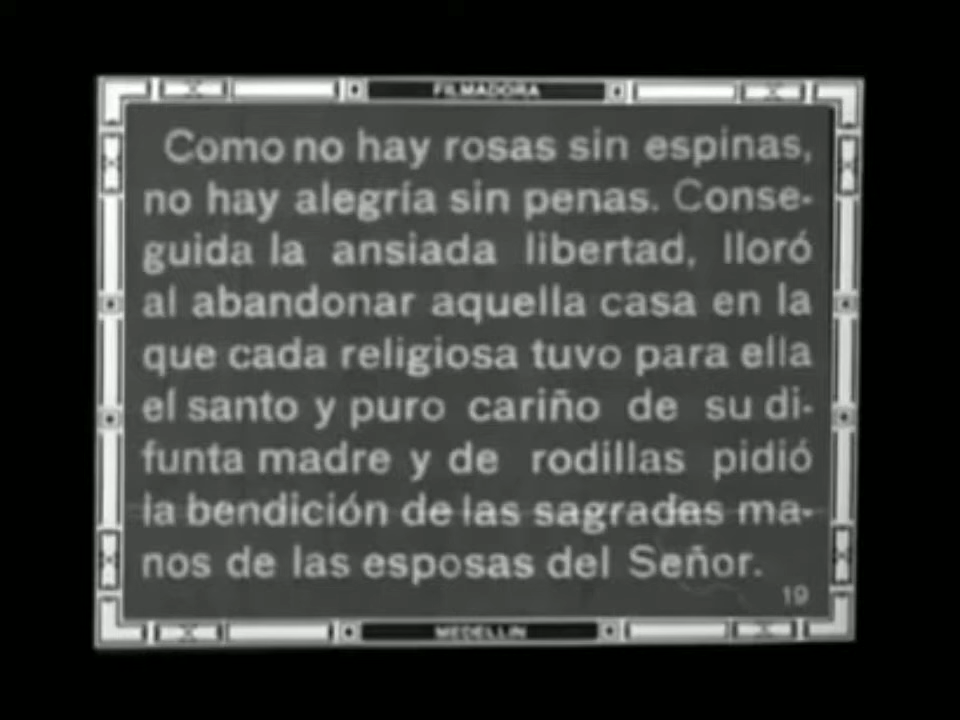 FILMADORA
Como no hay rosas sin espinas,
no hay alegría sin penas. Conse-
guida la ansiada libertad, lloró
al abandonar aquella casa en la
que cada religiosa tuvo para ella
el santo y puro cariño de su di-
funta madre y de rodillas pidió
la bendición de las sagradas ma-
nos de las esposas del Señor.
19
MEDELLIN